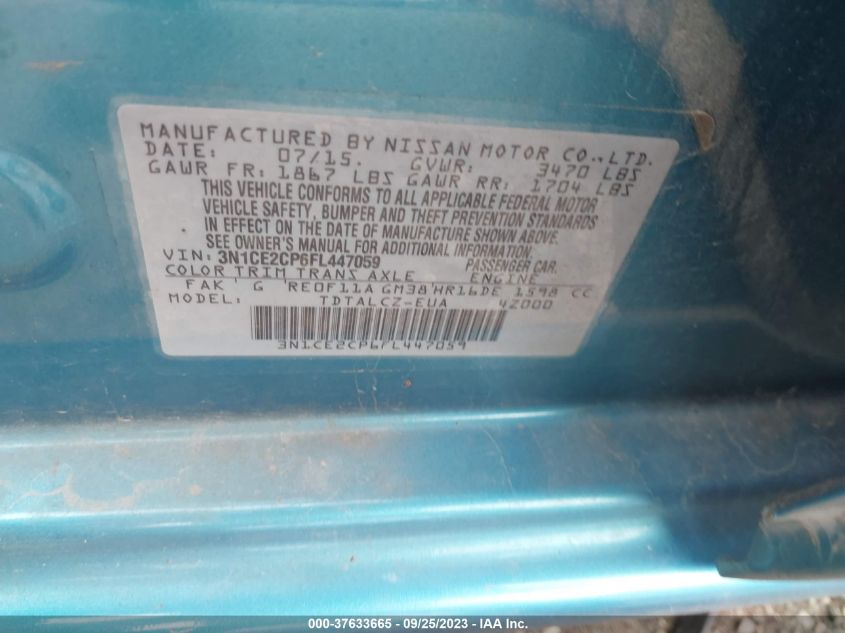 MANUFACTURED BY NISSAN MOTOR CO., LTD.
DATE: 07/15. GVWR: 3470 LBS
GAWR FR: 1867 LBS GAWR RR: 1704 LBS
THIS VEHICLE CONFORMS TO ALL APPLICABLE FEDERAL MOTOR
VEHICLE SAFETY, BUMPER AND THEFT PREVENTION STANDARDS
IN EFFECT ON THE DATE OF MANUFACTURE SHOWN ABOVE.
SEE OWNER'S MANUAL FOR ADDITIONAL INFORMATION.
VIN: 3N1CE2CP6FL447059 PASSENGER CAR.
COLOR TRIM TRANS AXLE ENGINE
FAK G RE0F11A GM38 HR16DE 1598 CC
MODEL: TDTALCZ-EUA 4Z000
3N1CE2CP6FL447059
000-37633665 - 09/25/2023 - IAA Inc.